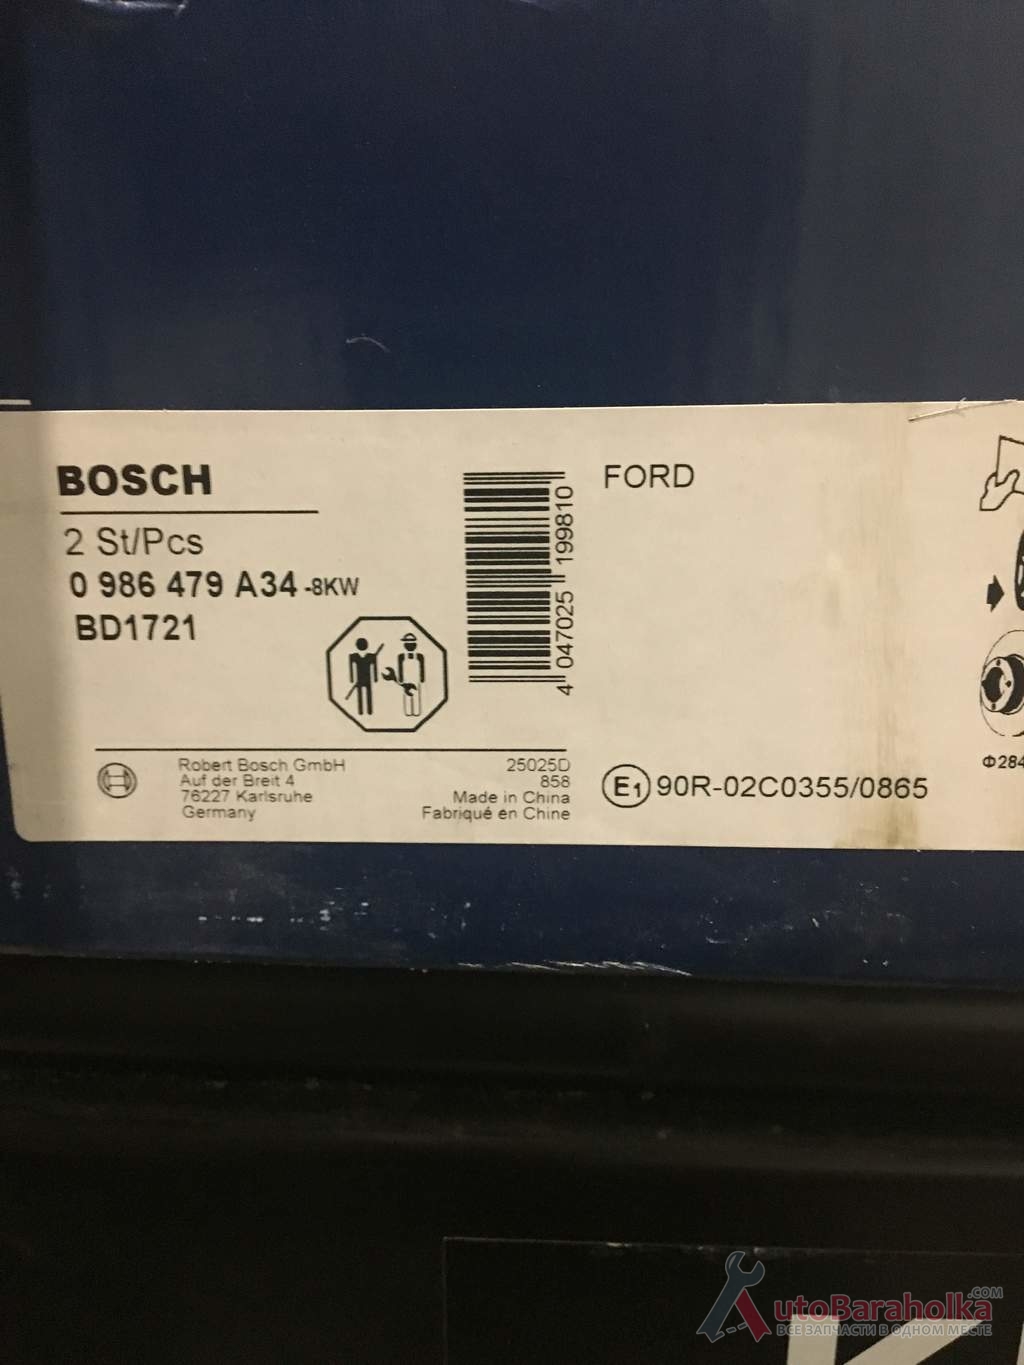 BOSCH
2 St/Pcs
0 986 479 A34 -8KW
BD1721
4 047025 199810
FORD
Robert Bosch GmbH
Auf der Breit 4
76227 Karlsruhe
Germany
25025D
858
Made in China
Fabriqué en Chine
E1 90R-02C0355/0865
Φ284
utoBaraholka.COM
ВСЕ ЗАПЧАСТИ В ОДНОМ МЕСТЕ